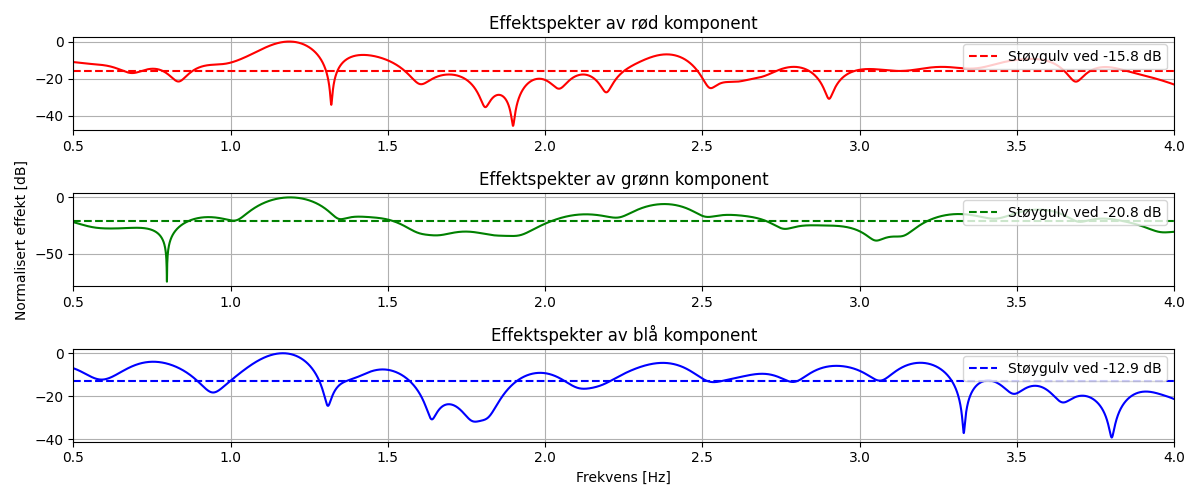 Effektspekter av rød komponent
0
−20
−40
Støygulv ved -15.8 dB
0.5 1.0 1.5 2.0 2.5 3.0 3.5 4.0
Effektspekter av grønn komponent
Normalisert effekt [dB]
0
−50
Støygulv ved -20.8 dB
0.5 1.0 1.5 2.0 2.5 3.0 3.5 4.0
Effektspekter av blå komponent
0
−20
−40
Støygulv ved -12.9 dB
0.5 1.0 1.5 2.0 2.5 3.0 3.5 4.0
Frekvens [Hz]